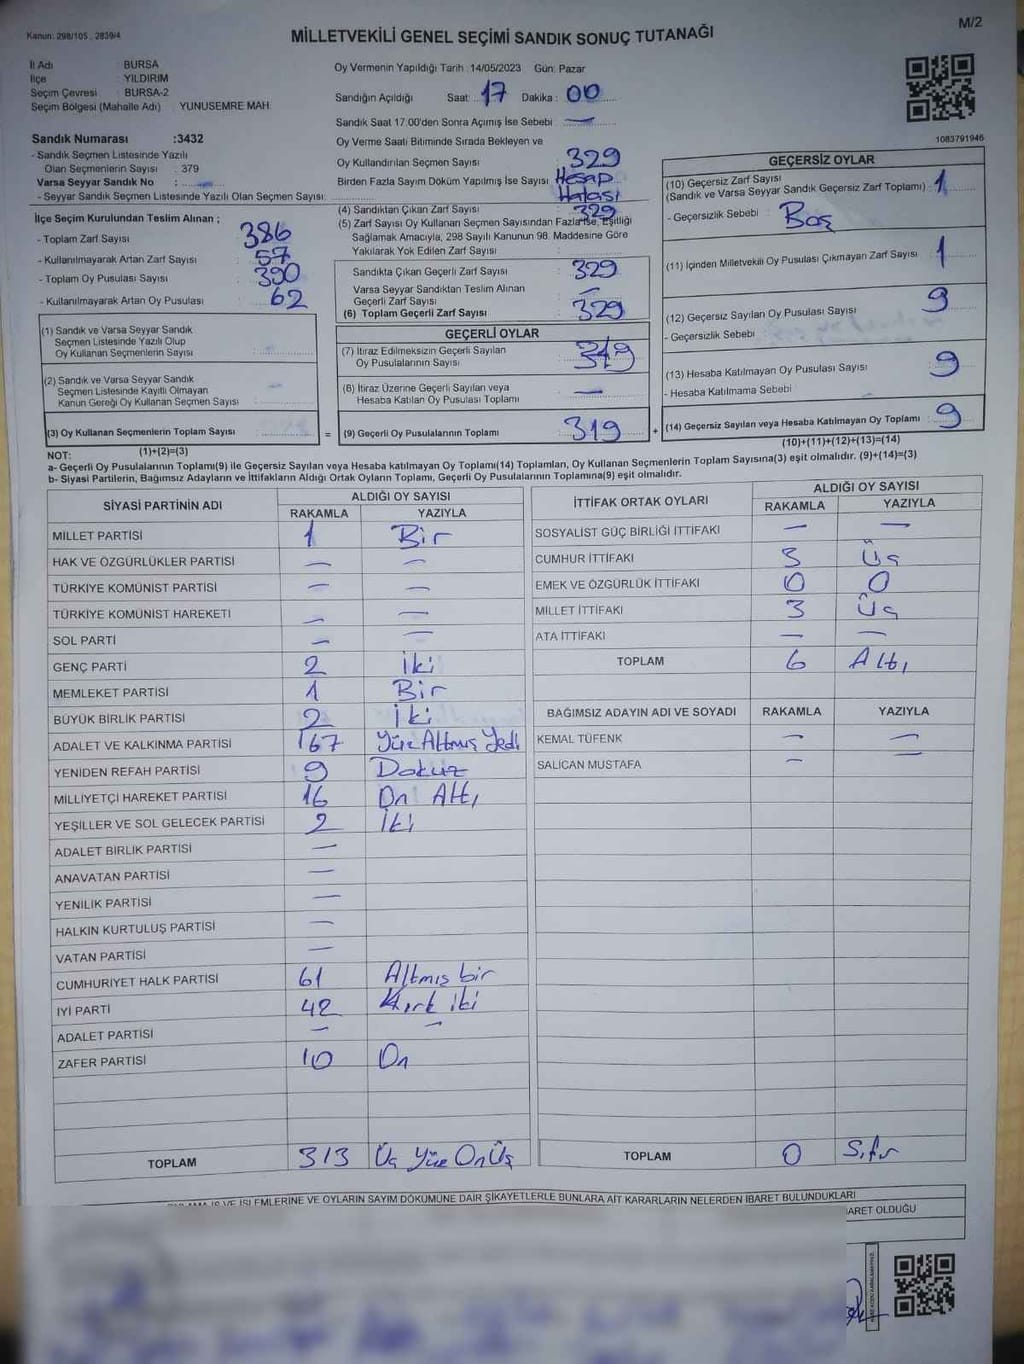 Kanun: 298/105 , 2839/4
MİLLETVEKİLİ GENEL SEÇİMİ SANDIK SONUÇ TUTANAĞI
M/2
İl Adı : BURSA
İlçe : YILDIRIM
Seçim Çevresi : BURSA-2
Seçim Bölgesi (Mahalle Adı) : YUNUSEMRE MAH
Sandık Numarası :3432
- Sandık Seçmen Listesinde Yazılı
Olan Seçmenlerin Sayısı : 379
Varsa Seyyar Sandık No :
- Seyyar Sandık Seçmen Listesinde Yazılı Olan Seçmen Sayısı:
İlçe Seçim Kurulundan Teslim Alınan ;
- Toplam Zarf Sayısı : 386
- Kullanılmayarak Artan Zarf Sayısı : 57
- Toplam Oy Pusulası Sayısı : 390
- Kullanılmayarak Artan Oy Pusulası : 62
(1) Sandık ve Varsa Seyyar Sandık
Seçmen Listesinde Yazılı Olup
Oy Kullanan Seçmenlerin Sayısı :
(2) Sandık ve Varsa Seyyar Sandık
Seçmen Listesinde Kayıtlı Olmayan
Kanun Gereği Oy Kullanan Seçmen Sayısı :
(3) Oy Kullanan Seçmenlerin Toplam Sayısı :
(1)+(2)=(3)
Oy Vermenin Yapıldığı Tarih :14/05/2023 Gün: Pazar
Sandığın Açıldığı Saat : 17 Dakika : 00
Sandık Saat 17:00'den Sonra Açımış İse Sebebi : —
Oy Verme Saati Bitiminde Sırada Bekleyen ve
Oy Kullandırılan Seçmen Sayısı : 329
Birden Fazla Sayım Döküm Yapılmış İse Sayısı : Hesap
Hatası
(4) Sandıktan Çıkan Zarf Sayısı : 329
(5) Zarf Sayısı Oy Kullanan Seçmen Sayısından Fazla İse, Eşitliği
Sağlamak Amacıyla, 298 Sayılı Kanunun 98. Maddesine Göre
Yakılarak Yok Edilen Zarf Sayısı :
Sandıkta Çıkan Geçerli Zarf Sayısı : 329
Varsa Seyyar Sandıktan Teslim Alınan
Geçerli Zarf Sayısı : —
(6) Toplam Geçerli Zarf Sayısı : 329
GEÇERLİ OYLAR
(7) İtiraz Edilmeksizin Geçerli Sayılan
Oy Pusulalarının Sayısı : 319
(8) İtiraz Üzerine Geçerli Sayılan veya
Hesaba Katılan Oy Pusulası Toplamı : —
= (9) Geçerli Oy Pusulalarının Toplamı : 319 +
1083791946
GEÇERSİZ OYLAR
(10) Geçersiz Zarf Sayısı
(Sandık ve Varsa Seyyar Sandık Geçersiz Zarf Toplamı) : 1
- Geçersizlik Sebebi : Boş
(11) İçinden Milletvekili Oy Pusulası Çıkmayan Zarf Sayısı : 1
(12) Geçersiz Sayılan Oy Pusulası Sayısı : 9
- Geçersizlik Sebebi :
(13) Hesaba Katılmayan Oy Pusulası Sayısı : 9
- Hesaba Katılmama Sebebi :
(14) Geçersiz Sayılan veya Hesaba Katılmayan Oy Toplamı : 9
(10)+(11)+(12)+(13)=(14)
NOT:
a- Geçerli Oy Pusulalarının Toplamı(9) ile Geçersiz Sayılan veya Hesaba katılmayan Oy Toplamı(14) Toplamları, Oy Kullanan Seçmenlerin Toplam Sayısına(3) eşit olmalıdır. (9)+(14)=(3)
b- Siyasi Partilerin, Bağımsız Adayların ve İttifakların Aldığı Ortak Oyların Toplamı, Geçerli Oy Pusulalarının Toplamına(9) eşit olmalıdır.
SİYASİ PARTİNİN ADI ALDIĞI OY SAYISI
RAKAMLA YAZIYLA
MİLLET PARTİSİ 1 Bir
HAK VE ÖZGÜRLÜKLER PARTİSİ — —
TÜRKİYE KOMÜNİST PARTİSİ — —
TÜRKİYE KOMÜNİST HAREKETİ — —
SOL PARTİ — —
GENÇ PARTİ 2 İki
MEMLEKET PARTİSİ 1 Bir
BÜYÜK BİRLİK PARTİSİ 2 İki
ADALET VE KALKINMA PARTİSİ 167 Yüz Altmış Yedi
YENİDEN REFAH PARTİSİ 9 Dokuz
MİLLİYETÇİ HAREKET PARTİSİ 16 On Altı
YEŞİLLER VE SOL GELECEK PARTİSİ 2 İki
ADALET BİRLİK PARTİSİ —
ANAVATAN PARTİSİ —
YENİLİK PARTİSİ —
HALKIN KURTULUŞ PARTİSİ —
VATAN PARTİSİ —
CUMHURİYET HALK PARTİSİ 61 Altmış bir
İYİ PARTİ 42 Kırk iki
ADALET PARTİSİ — —
ZAFER PARTİSİ 10 On
TOPLAM 313 Üç Yüz On Üç
İTTİFAK ORTAK OYLARI ALDIĞI OY SAYISI
RAKAMLA YAZIYLA
SOSYALİST GÜÇ BİRLİĞİ İTTİFAKI — —
CUMHUR İTTİFAKI 3 Üç
EMEK VE ÖZGÜRLÜK İTTİFAKI 0 0
MİLLET İTTİFAKI 3 Üç
ATA İTTİFAKI — —
TOPLAM 6 Altı
BAĞIMSIZ ADAYIN ADI VE SOYADI RAKAMLA YAZIYLA
KEMAL TÜFENK — —
SALİCAN MUSTAFA — —
TOPLAM 0 Sıfır
İŞLEMLERİNE VE OYLARIN SAYIM DÖKÜMÜNE DAİR ŞİKAYETLERLE BUNLARA AİT KARARLARIN NELERDEN İBARET BULUNDUKLARI
BARET OLDUĞU